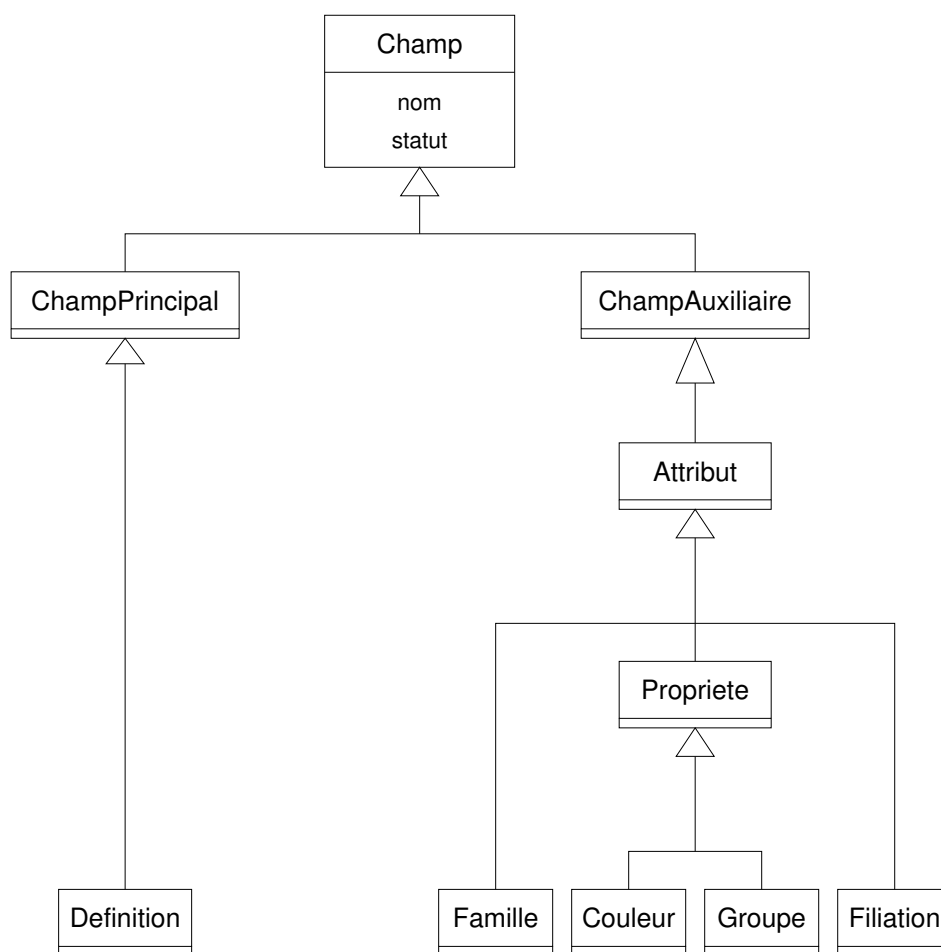 Champ
nom
statut
ChampPrincipal ChampAuxiliaire
Attribut
Propriete
Definition Famille Couleur Groupe Filiation